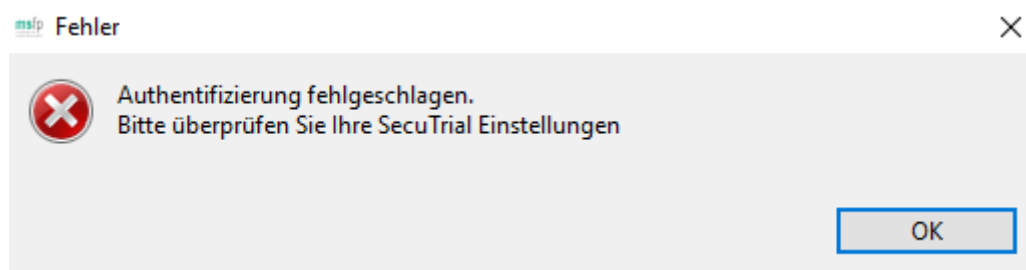 msfp Fehler
Authentifizierung fehlgeschlagen.
Bitte überprüfen Sie Ihre SecuTrial Einstellungen
OK